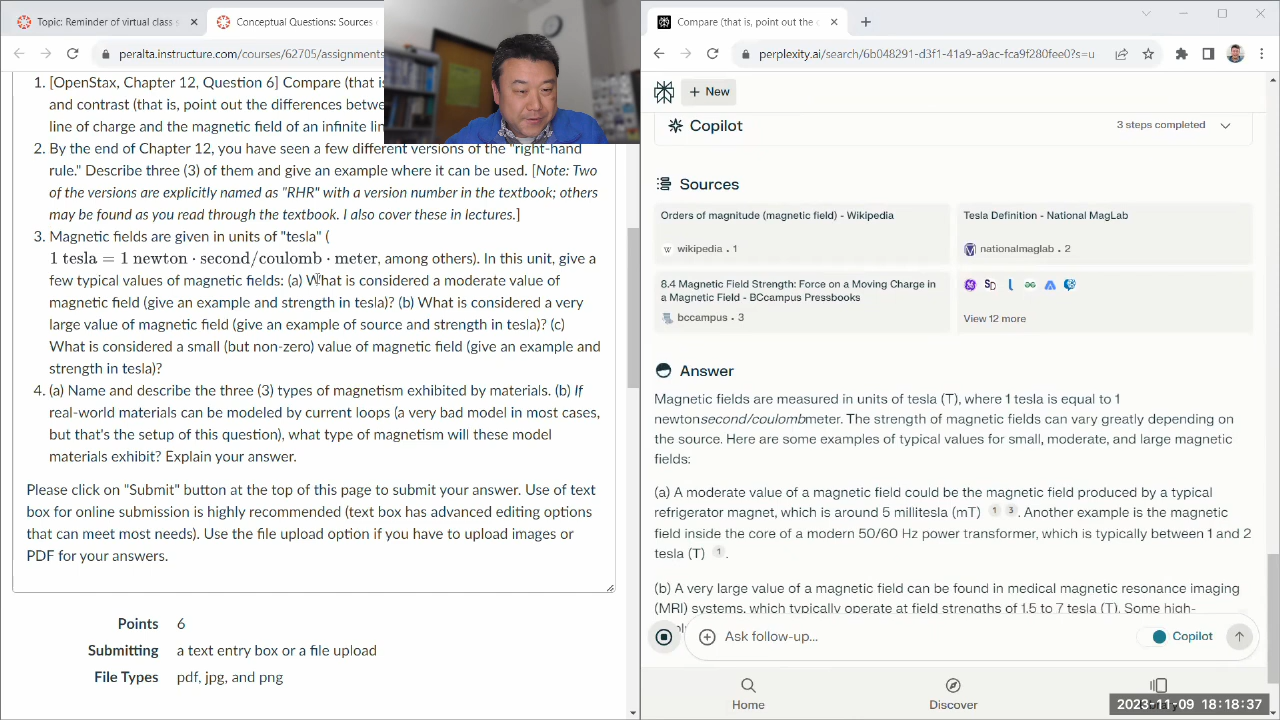 Topic: Reminder of virtual class s
Conceptual Questions: Sources
Compare (that is, point out the
peralta.instructure.com/courses/62705/assignments
perplexity.ai/search/6b048291-d3f1-41a9-a9ac-fca9f280fee0?s
1. [OpenStax, Chapter 12, Question 6] Compare (that is
and contrast (that is, point out the differences betwe
line of charge and the magnetic field of an infinite lin
2. By the end of Chapter 12, you have seen a few different versions of the "right-hand
rule." Describe three (3) of them and give an example where it can be used. [Note: Two
of the versions are explicitly named as "RHR" with a version number in the textbook; others
may be found as you read through the textbook. I also cover these in lectures.]
3. Magnetic fields are given in units of "tesla" (
1 tesla = 1 newton · second/coulomb · meter, among others). In this unit, give a
few typical values of magnetic fields: (a) What is considered a moderate value of
magnetic field (give an example and strength in tesla)? (b) What is considered a very
large value of magnetic field (give an example of source and strength in tesla)? (c)
What is considered a small (but non-zero) value of magnetic field (give an example and
strength in tesla)?
4. (a) Name and describe the three (3) types of magnetism exhibited by materials. (b) If
real-world materials can be modeled by current loops (a very bad model in most cases,
but that's the setup of this question), what type of magnetism will these model
materials exhibit? Explain your answer.
Please click on "Submit" button at the top of this page to submit your answer. Use of text
box for online submission is highly recommended (text box has advanced editing options
that can meet most needs). Use the file upload option if you have to upload images or
PDF for your answers.
Points 6
Submitting a text entry box or a file upload
File Types pdf, jpg, and png
+ New
Copilot
3 steps completed
Sources
Orders of magnitude (magnetic field) - Wikipedia
wikipedia · 1
Tesla Definition - National MagLab
nationalmaglab · 2
8.4 Magnetic Field Strength: Force on a Moving Charge in
a Magnetic Field - BCcampus Pressbooks
bccampus · 3
View 12 more
Answer
Magnetic fields are measured in units of tesla (T), where 1 tesla is equal to 1
newtonsecond/coulombmeter. The strength of magnetic fields can vary greatly depending on
the source. Here are some examples of typical values for small, moderate, and large magnetic
fields:
(a) A moderate value of a magnetic field could be the magnetic field produced by a typical
refrigerator magnet, which is around 5 millitesla (mT) 1 3 . Another example is the magnetic
field inside the core of a modern 50/60 Hz power transformer, which is typically between 1 and 2
tesla (T) 1 .
(b) A very large value of a magnetic field can be found in medical magnetic resonance imaging
(MRI) systems, which typically operate at field strengths of 1.5 to 7 tesla (T). Some high-
Ask follow-up...
Copilot
Home
Discover
2023-11-09 18:18:37